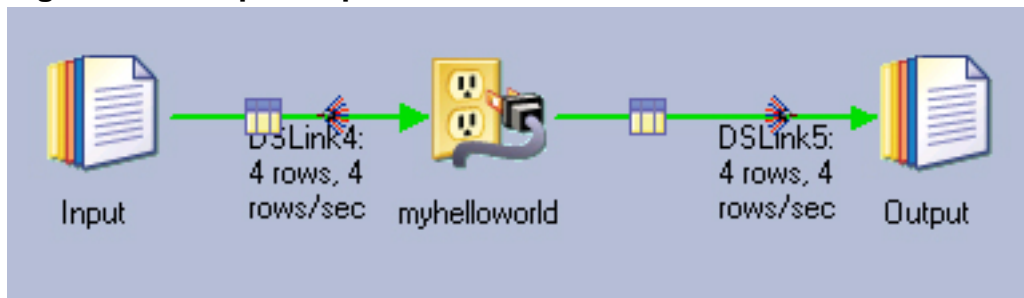 DSLink4:
4 rows, 4
rows/sec
DSLink5:
4 rows, 4
rows/sec
Input
myhelloworld
Output